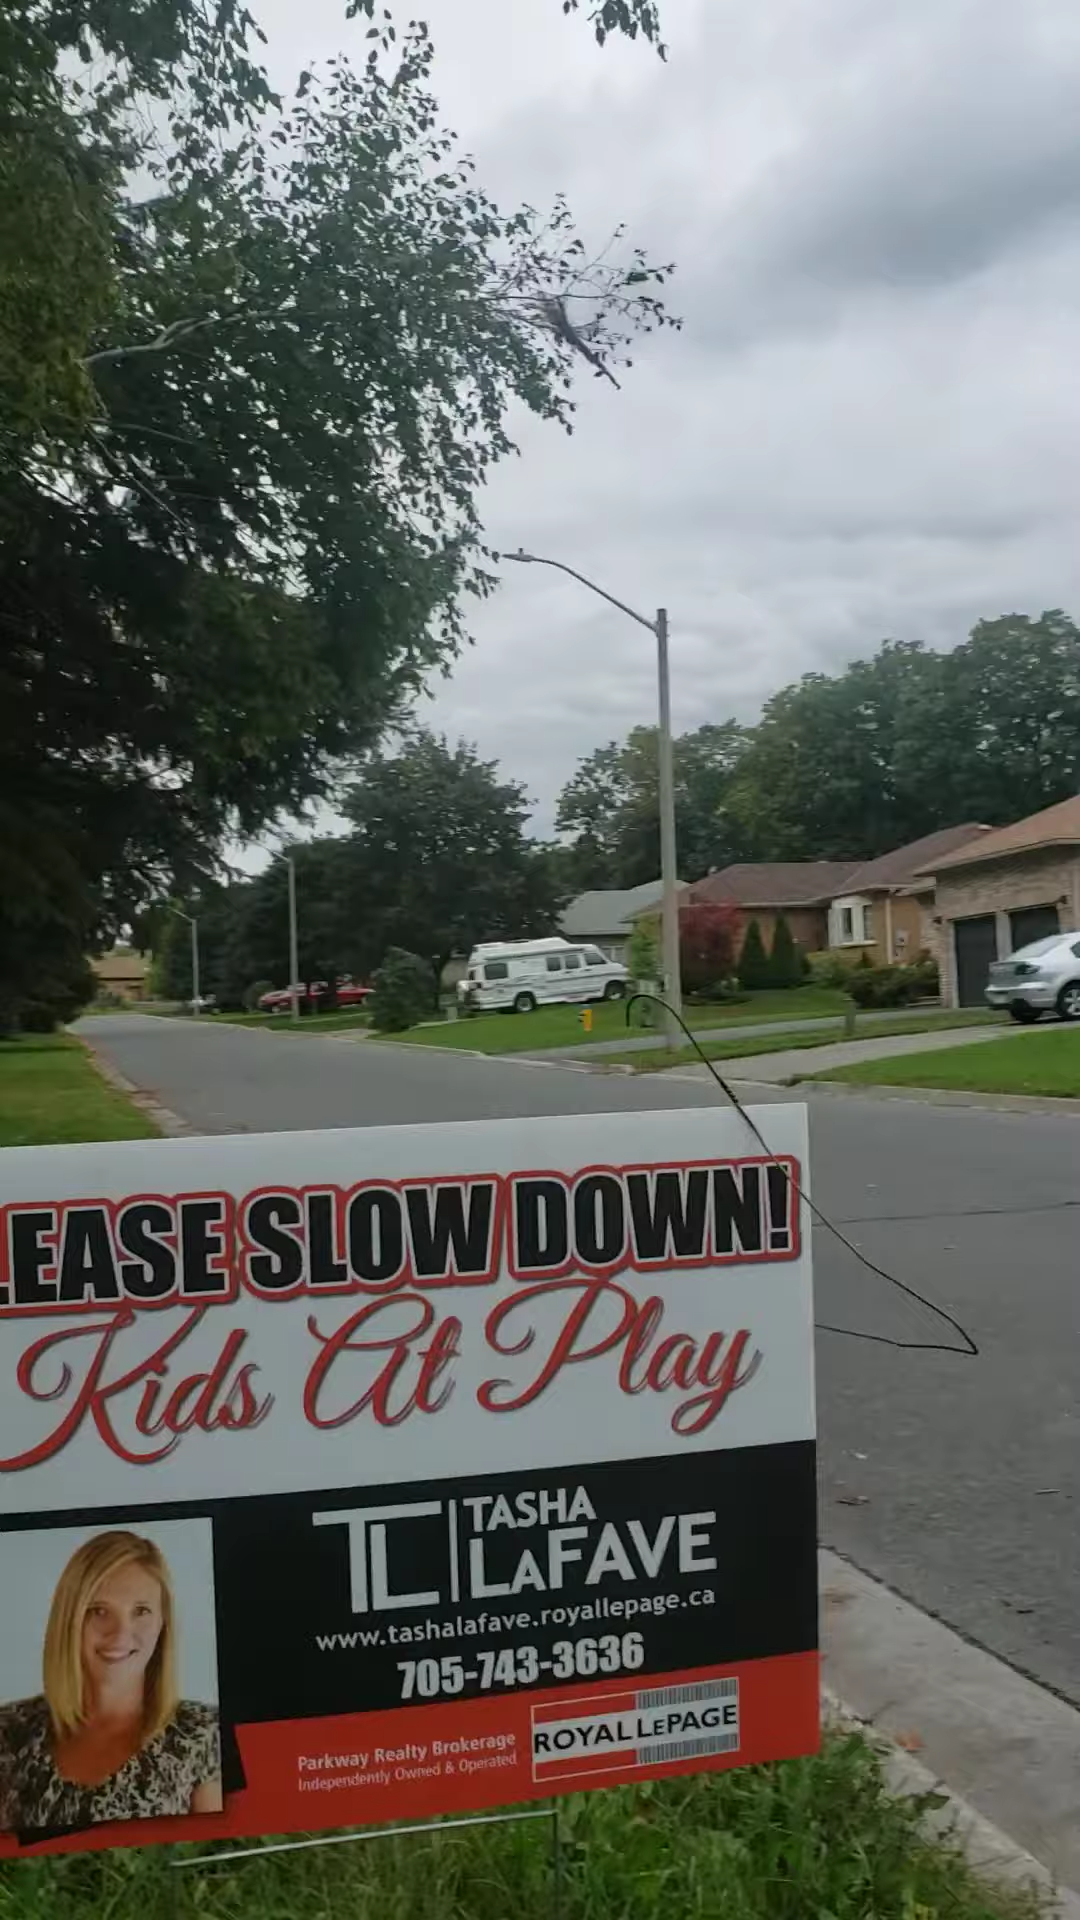 LEASE SLOW DOWN!
Kids At Play
TL TASHA LAFAVE
www.tashalafave.royallepage.ca
705-743-3636
Parkway Realty Brokerage
Independently Owned & Operated
ROYAL LEPAGE